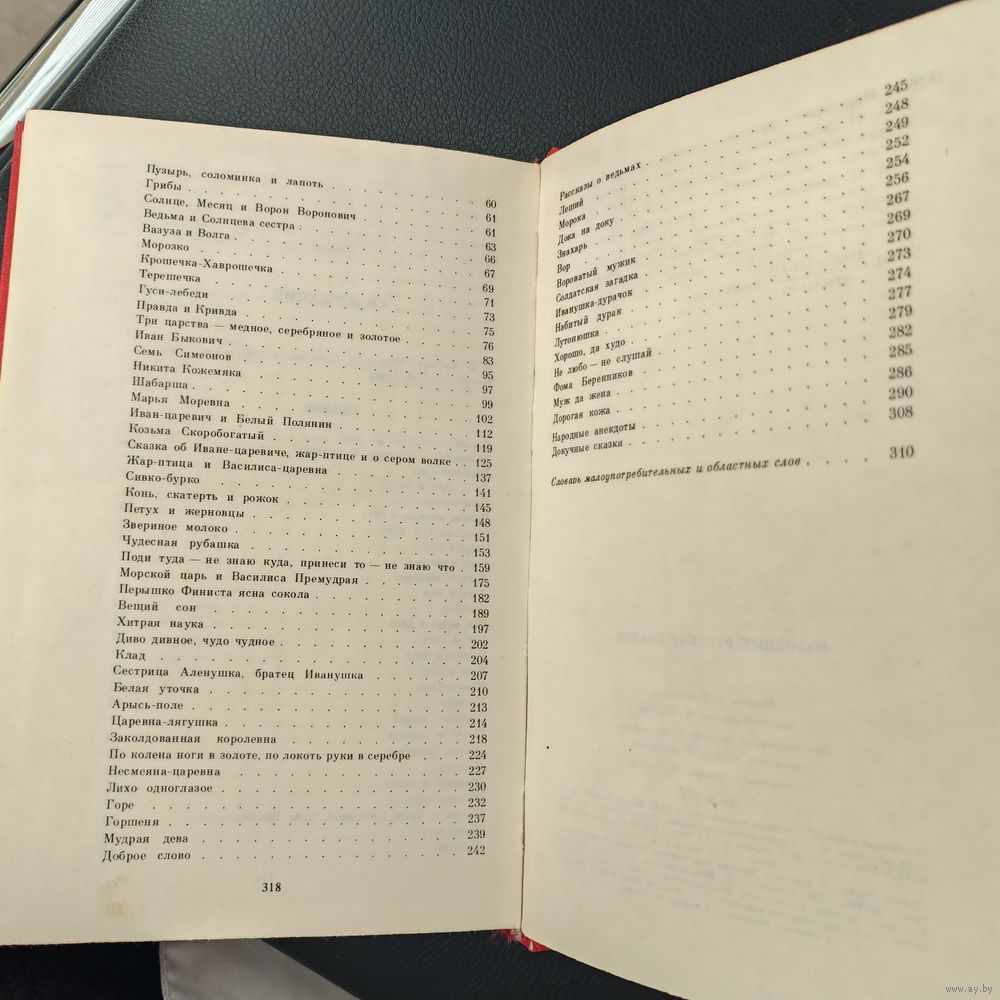 Пузырь, соломинка и лапоть . . . . . . . . 60
Грибы . . . . . . . . 61
Солнце, Месяц и Ворон Воронович . . . . . . . . 61
Ведьма и Солнцева сестра . . . . . . . . 63
Вазуза и Волга . . . . . . . . 66
Морозко . . . . . . . . 67
Крошечка-Хаврошечка . . . . . . . . 69
Терешечка . . . . . . . . 71
Гуси-лебеди . . . . . . . . 73
Правда и Кривда . . . . . . . . 75
Три царства — медное, серебряное и золотое . . . . 76
Иван Быкович . . . . . . . . 83
Семь Симеонов . . . . . . . . 95
Никита Кожемяка . . . . . . . . 97
Шабарша . . . . . . . . 99
Марья Моревна . . . . . . . . 102
Иван-царевич и Белый Полянин . . . . . . . . 112
Козьма Скоробогатый . . . . . . . . 119
Сказка об Иване-царевиче, жар-птице и о сером волке . . 125
Жар-птица и Василиса-царевна . . . . . . . . 137
Сивко-бурко . . . . . . . . 141
Конь, скатерть и рожок . . . . . . . . 145
Петух и жерновцы . . . . . . . . 148
Звериное молоко . . . . . . . . 151
Чудесная рубашка . . . . . . . . 153
Поди туда — не знаю куда, принеси то — не знаю что . 159
Морской царь и Василиса Премудрая . . . . . . 175
Перышко Финиста ясна сокола . . . . . . . . 182
Вещий сон . . . . . . . . 189
Хитрая наука . . . . . . . . 197
Диво дивное, чудо чудное . . . . . . . . 202
Клад . . . . . . . . 204
Сестрица Аленушка, братец Иванушка . . . . . . 207
Белая уточка . . . . . . . . 210
Арысь-поле . . . . . . . . 213
Царевна-лягушка . . . . . . . . 214
Заколдованная королевна . . . . . . . . 218
По колена ноги в золоте, по локоть руки в серебре . . . 224
Несмеяна-царевна . . . . . . . . 227
Лихо одноглазое . . . . . . . . 230
Горе . . . . . . . . 232
Горшеня . . . . . . . . 237
Мудрая дева . . . . . . . . 239
Доброе слово . . . . . . . . 242
318
Рассказы о ведьмах . . . . . . . . 245
Леший . . . . . . . . 248
Морока . . . . . . . . 249
Дока на доку . . . . . . . . 252
Знахарь . . . . . . . . 254
Вор . . . . . . . . 256
Вороватый мужик . . . . . . . . 267
Солдатская загадка . . . . . . . . 269
Иванушка-дурачок . . . . . . . . 270
Набитый дурак . . . . . . . . 273
Лутонюшка . . . . . . . . 274
Хорошо, да худо . . . . . . . . 277
Не любо — не слушай . . . . . . . . 279
Фома Беренников . . . . . . . . 282
Муж да жена . . . . . . . . 285
Дорогая кожа . . . . . . . . 286
Народные анекдоты . . . . . . . . 290
Докучные сказки . . . . . . . . 308
Словарь малоупотребительных и областных слов . . . . 310
www.ay.by